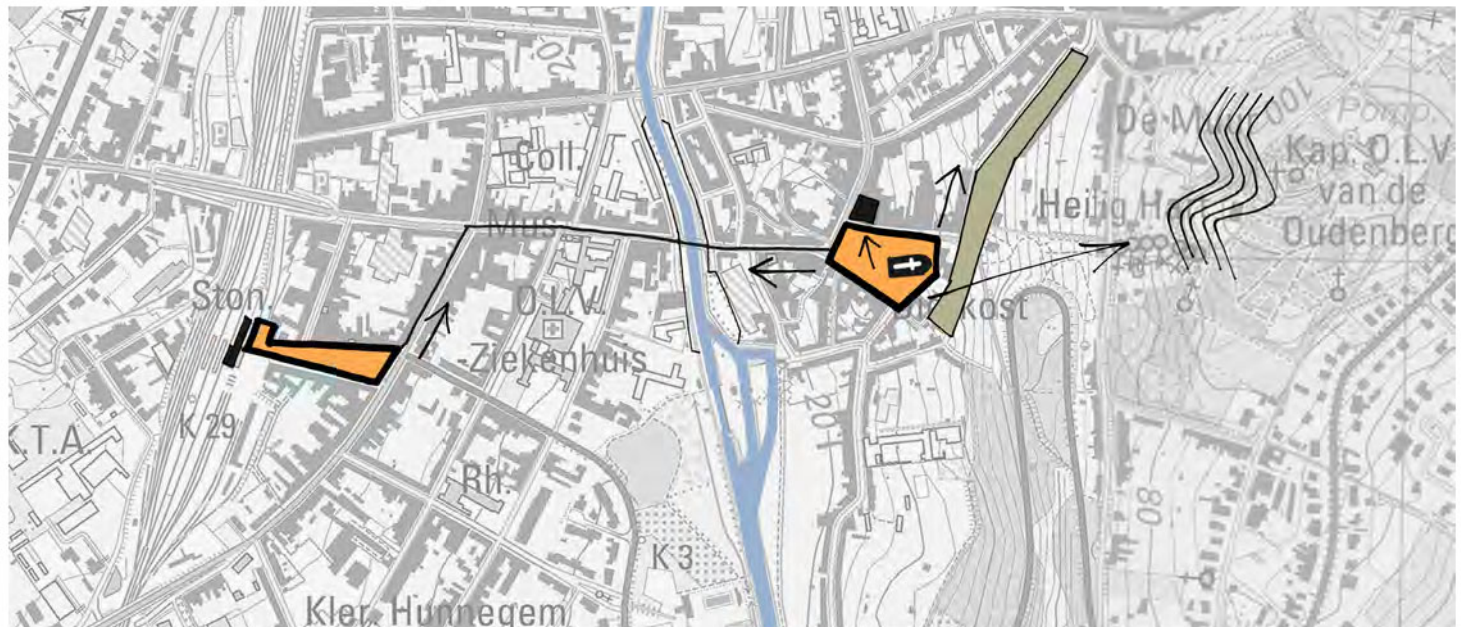 20
Coll.
De M
100
Pomp.
Kap. O.L.V
van de
Oudenberg
Heilig H
Mus
Ston.
O.L.V.
Ziekenhuis
kost
K 29
K.T.A.
Rh.
20
K 3
80
Kler. Hunnegem